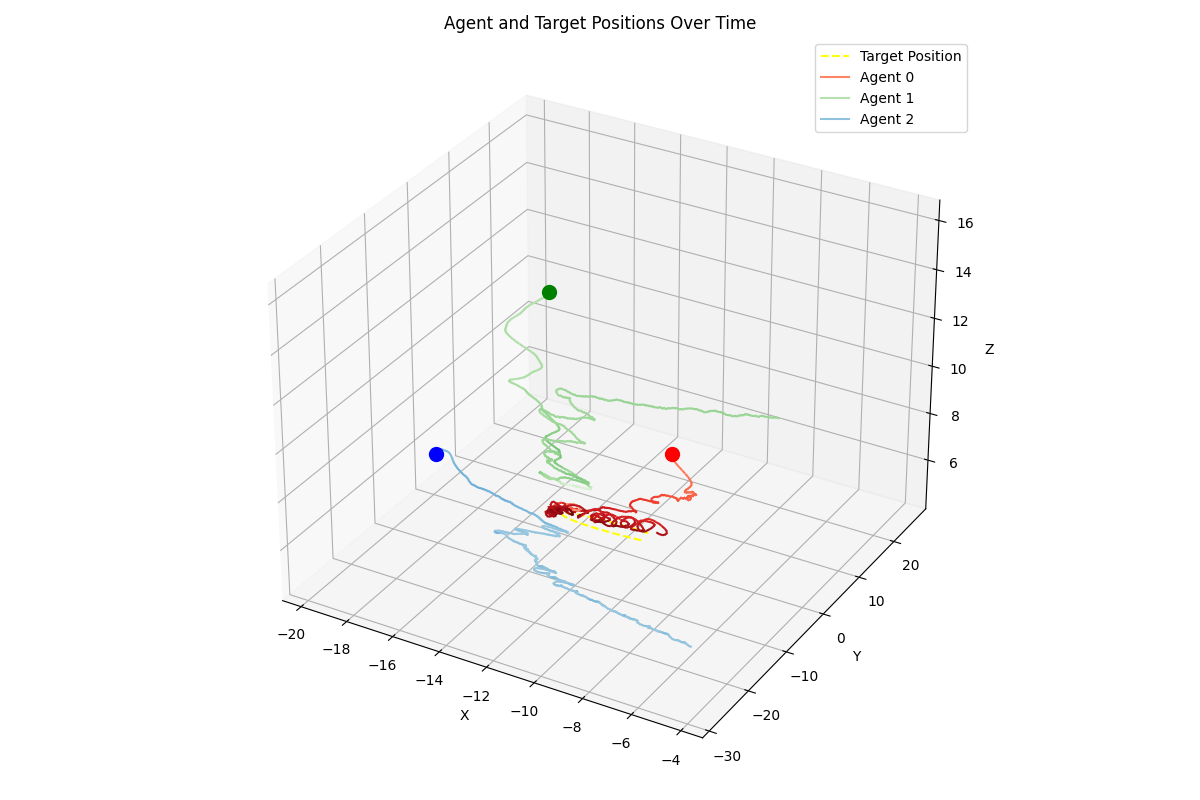 Agent and Target Positions Over Time
Target Position
Agent 0
Agent 1
Agent 2
16
14
12
Z
10
8
6
20
10
0
Y
−10
−20
−30
−20
−18
−16
−14
−12
X
−10
−8
−6
−4